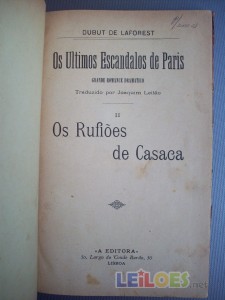 DUBUT DE LAFOREST
Os Ultimos Escandalos de Paris
GRANDE ROMANCE DRAMATICO
Traduzido por Joaquim Leitão
II
Os Rufiões
de Casaca
«A EDITORA»
Largo do Conde Barão, 50
LISBOA
LEiLOES